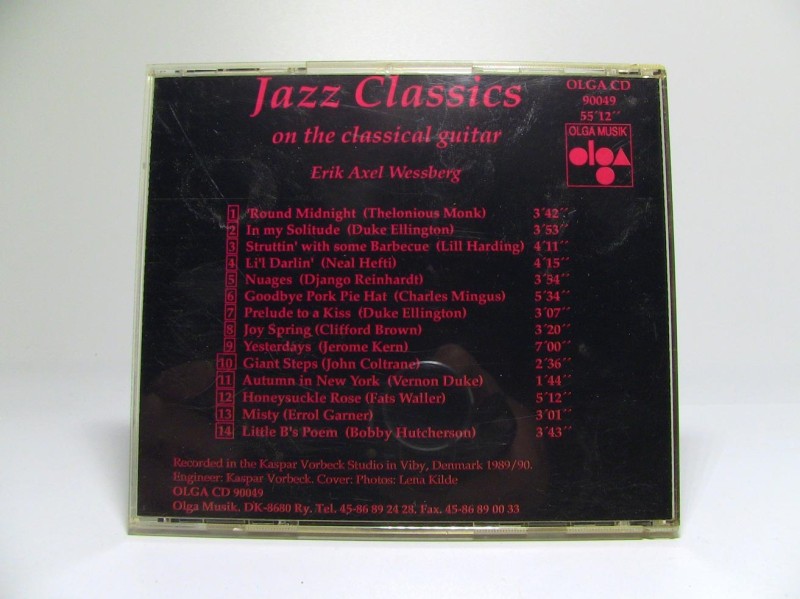 Jazz Classics
on the classical guitar
Erik Axel Wessberg
OLGA CD
90049
55´12´´
OLGA MUSIK
olga
1 'Round Midnight (Thelonious Monk) 3´42´´
2 In my Solitude (Duke Ellington) 3´53´´
3 Struttin' with some Barbecue (Lill Harding) 4´11´´
4 Li'l Darlin' (Neal Hefti) 4´15´´
5 Nuages (Django Reinhardt) 3´54´´
6 Goodbye Pork Pie Hat (Charles Mingus) 5´34´´
7 Prelude to a Kiss (Duke Ellington) 3´07´´
8 Joy Spring (Clifford Brown) 3´20´´
9 Yesterdays (Jerome Kern) 7´00´´
10 Giant Steps (John Coltrane) 2´36´´
11 Autumn in New York (Vernon Duke) 1´44´´
12 Honeysuckle Rose (Fats Waller) 5´12´´
13 Misty (Errol Garner) 3´01´´
14 Little B's Poem (Bobby Hutcherson) 3´43´´
Recorded in the Kaspar Vorbeck Studio in Viby, Denmark 1989/90.
Engineer: Kaspar Vorbeck. Cover: Photos: Lena Kilde
OLGA CD 90049
Olga Musik. DK-8680 Ry. Tel. 45-86 89 24 28. Fax. 45-86 89 00 33